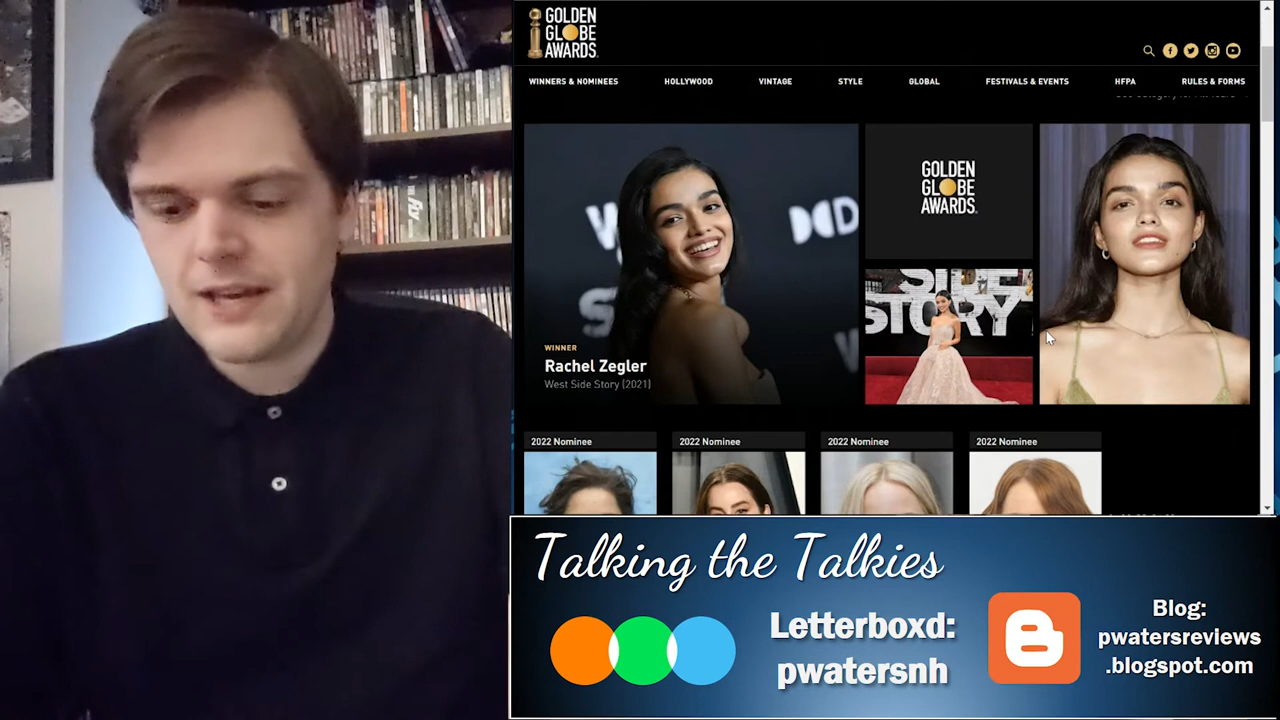 GOLDEN
GLOBE
AWARDS
WINNERS & NOMINEES
HOLLYWOOD
VINTAGE
STYLE
GLOBAL
FESTIVALS & EVENTS
HFPA
RULES & FORMS
DCD
WINNER
Rachel Zegler
West Side Story (2021)
GOLDEN
GLOBE
AWARDS
SIDE
STORY
2022 Nominee
2022 Nominee
2022 Nominee
2022 Nominee
Talking the Talkies
Letterboxd:
pwatersnh
Blog:
pwatersreviews
.blogspot.com